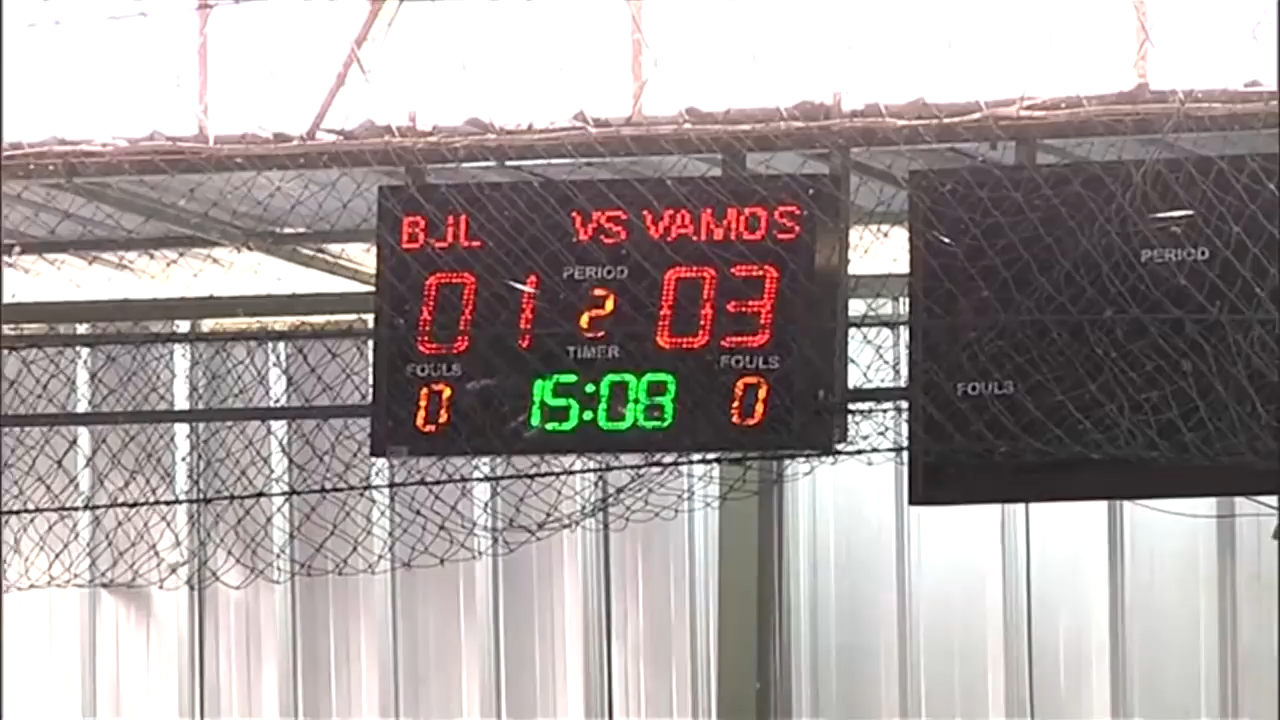 BJL VS VAMOS
PERIOD
01 2 03
TIMER
FOULS FOULS
0 15:08 0
PERIOD
FOULS